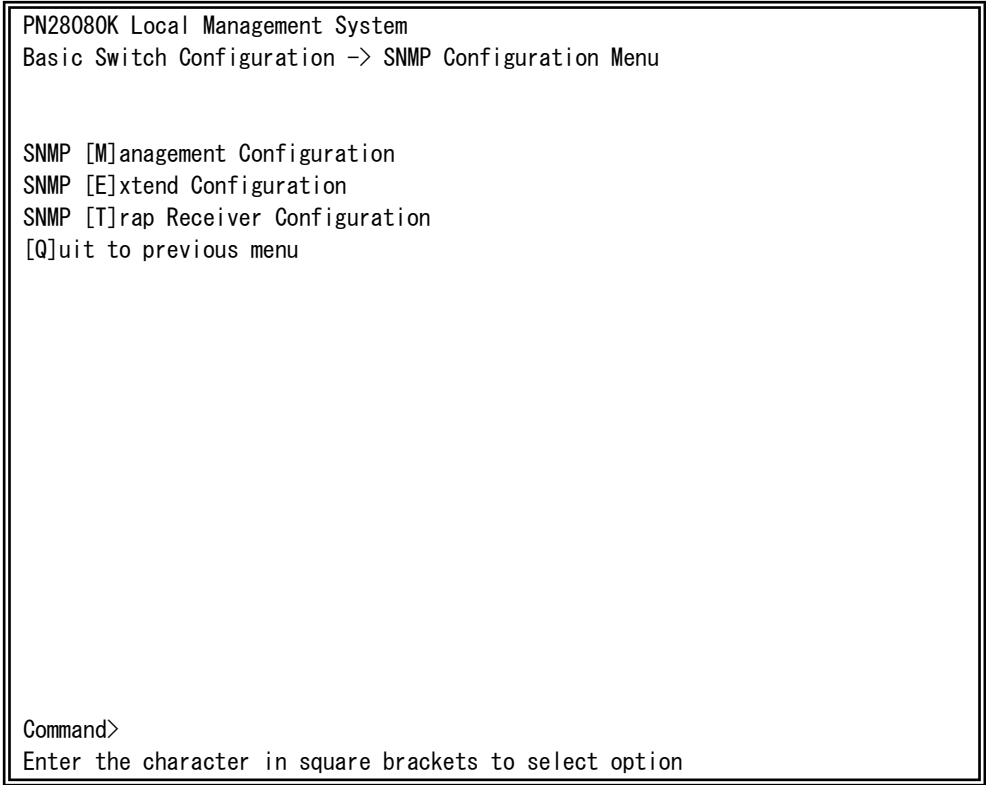 PN28080K Local Management System
Basic Switch Configuration -> SNMP Configuration Menu
SNMP [M]anagement Configuration
SNMP [E]xtend Configuration
SNMP [T]rap Receiver Configuration
[Q]uit to previous menu
Command>
Enter the character in square brackets to select option